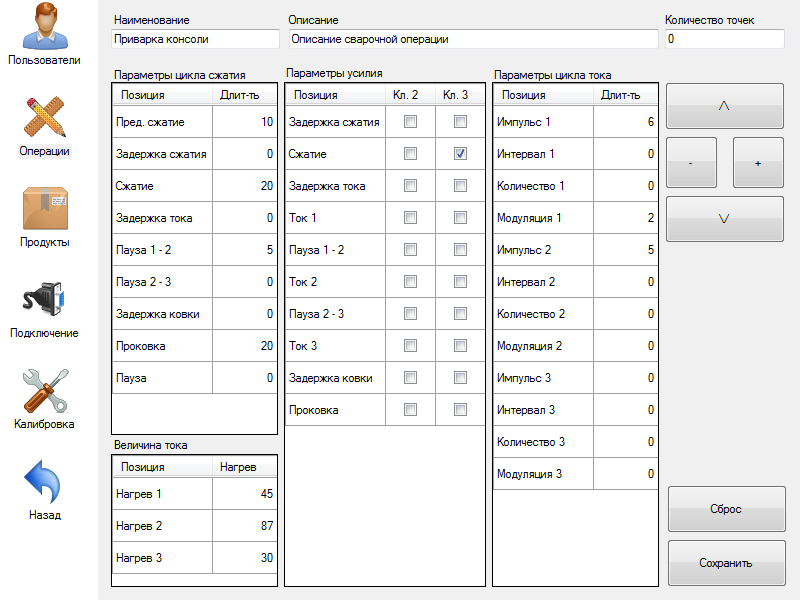 Пользователи
Операции
Продукты
Подключение
Калибровка
Назад
Наименование
Приварка консоли
Описание
Описание сварочной операции
Количество точек
0
Параметры цикла сжатия
Позиция Длит-ть
Пред. сжатие 10
Задержка сжатия 0
Сжатие 20
Задержка тока 0
Пауза 1 - 2 5
Пауза 2 - 3 0
Задержка ковки 0
Проковка 20
Пауза 0
Величина тока
Позиция Нагрев
Нагрев 1 45
Нагрев 2 87
Нагрев 3 30
Параметры усилия
Позиция Кл. 2 Кл. 3
Задержка сжатия
Сжатие
Задержка тока
Ток 1
Пауза 1 - 2
Ток 2
Пауза 2 - 3
Ток 3
Задержка ковки
Проковка
Параметры цикла тока
Позиция Длит-ть
Импульс 1 6
Интервал 1 0
Количество 1 0
Модуляция 1 2
Импульс 2 5
Интервал 2 0
Количество 2 0
Модуляция 2 0
Импульс 3 0
Интервал 3 0
Количество 3 0
Модуляция 3 0
/\
- +
\/
Сброс
Сохранить